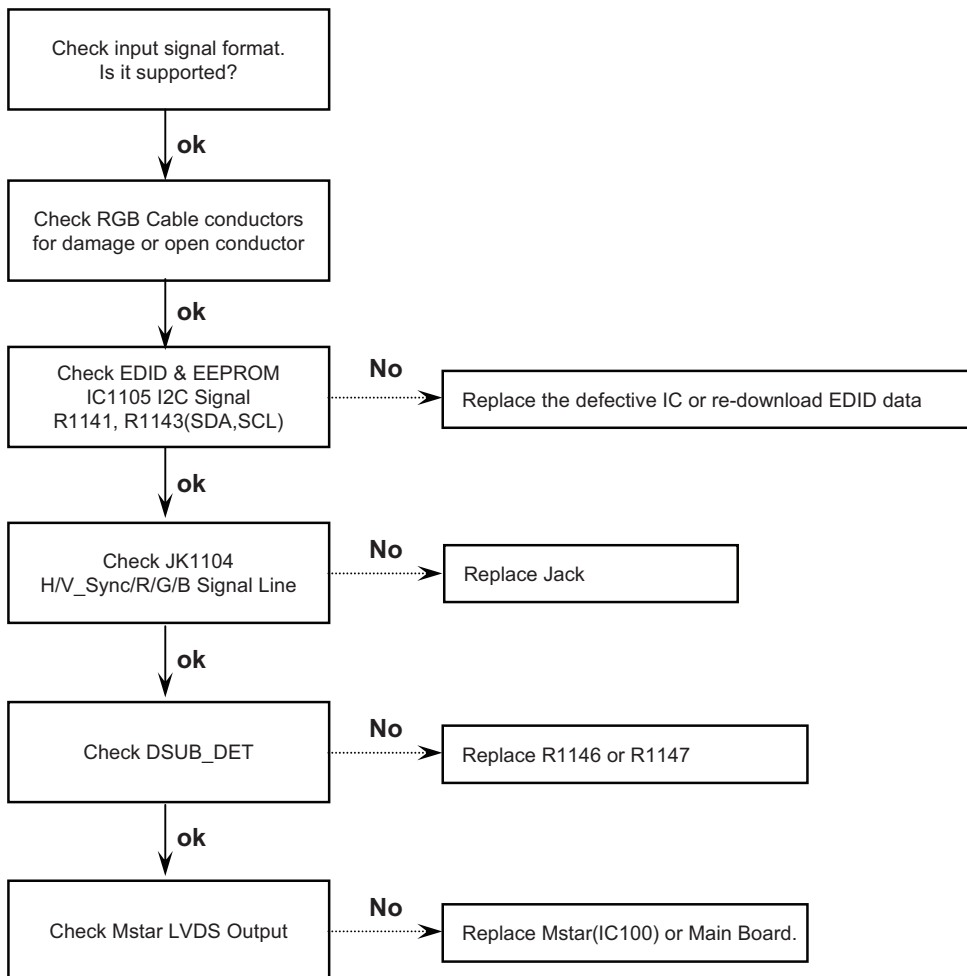 Check input signal format.
Is it supported?
ok
Check RGB Cable conductors
for damage or open conductor
ok
Check EDID & EEPROM
IC1105 I2C Signal
R1141, R1143(SDA,SCL)
No
Replace the defective IC or re-download EDID data
ok
Check JK1104
H/V_Sync/R/G/B Signal Line
No
Replace Jack
ok
Check DSUB_DET
No
Replace R1146 or R1147
ok
Check Mstar LVDS Output
No
Replace Mstar(IC100) or Main Board.